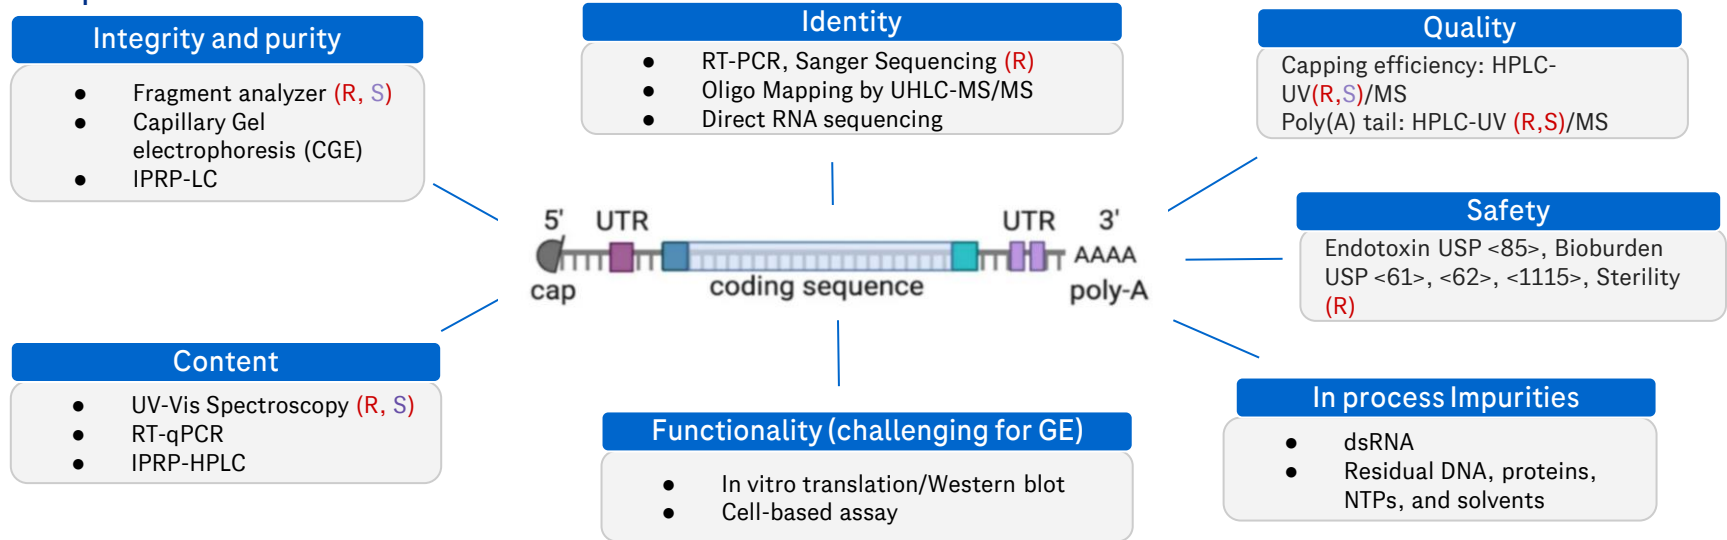 Integrity and purity
● Fragment analyzer (R, S)
● Capillary Gel
electrophoresis (CGE)
● IPRP-LC
Identity
● RT-PCR, Sanger Sequencing (R)
● Oligo Mapping by UHLC-MS/MS
● Direct RNA sequencing
Quality
Capping efficiency: HPLC-
UV(R,S)/MS
Poly(A) tail: HPLC-UV (R,S)/MS
Safety
Endotoxin USP <85>, Bioburden
USP <61>, <62>, <1115>, Sterility
(R)
5' UTR UTR 3'
AAAA
cap coding sequence poly-A
Content
● UV-Vis Spectroscopy (R, S)
● RT-qPCR
● IPRP-HPLC
Functionality (challenging for GE)
● In vitro translation/Western blot
● Cell-based assay
In process Impurities
● dsRNA
● Residual DNA, proteins,
NTPs, and solvents